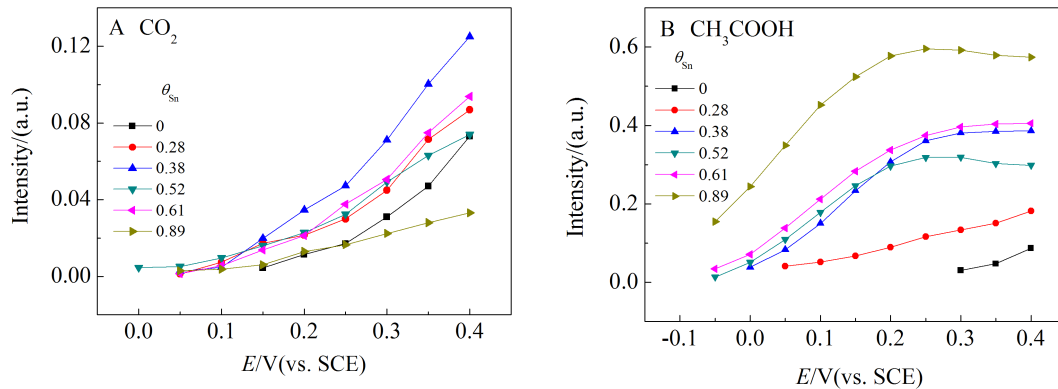 A CO₂
θSn
0
0.28
0.38
0.52
0.61
0.89
Intensity/(a.u.)
0.12
0.08
0.04
0.00
0.0 0.1 0.2 0.3 0.4
E/V(vs. SCE)
B CH₃COOH
θSn
0
0.28
0.38
0.52
0.61
0.89
Intensity/(a.u.)
0.6
0.4
0.2
0.0
-0.1 0.0 0.1 0.2 0.3 0.4
E/V(vs. SCE)